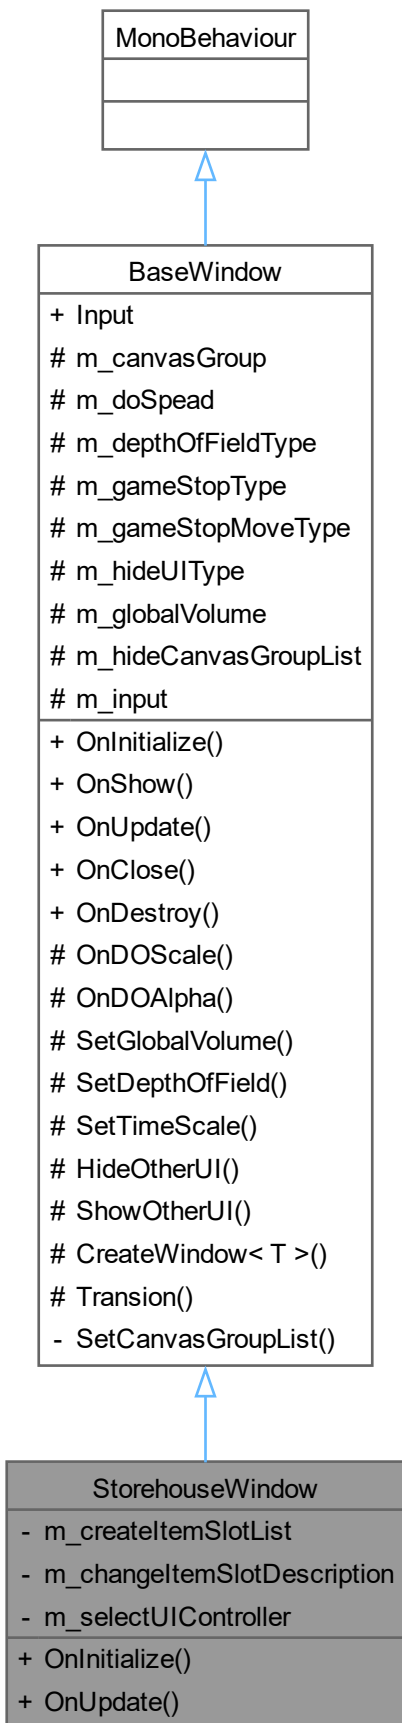 MonoBehaviour
BaseWindow
+ Input
# m_canvasGroup
# m_doSpead
# m_depthOfFieldType
# m_gameStopType
# m_gameStopMoveType
# m_hideUIType
# m_globalVolume
# m_hideCanvasGroupList
# m_input
+ OnInitialize()
+ OnShow()
+ OnUpdate()
+ OnClose()
+ OnDestroy()
# OnDOScale()
# OnDOAlpha()
# SetGlobalVolume()
# SetDepthOfField()
# SetTimeScale()
# HideOtherUI()
# ShowOtherUI()
# CreateWindow< T >()
# Transion()
- SetCanvasGroupList()
StorehouseWindow
- m_createItemSlotList
- m_changeItemSlotDescription
- m_selectUIController
+ OnInitialize()
+ OnUpdate()